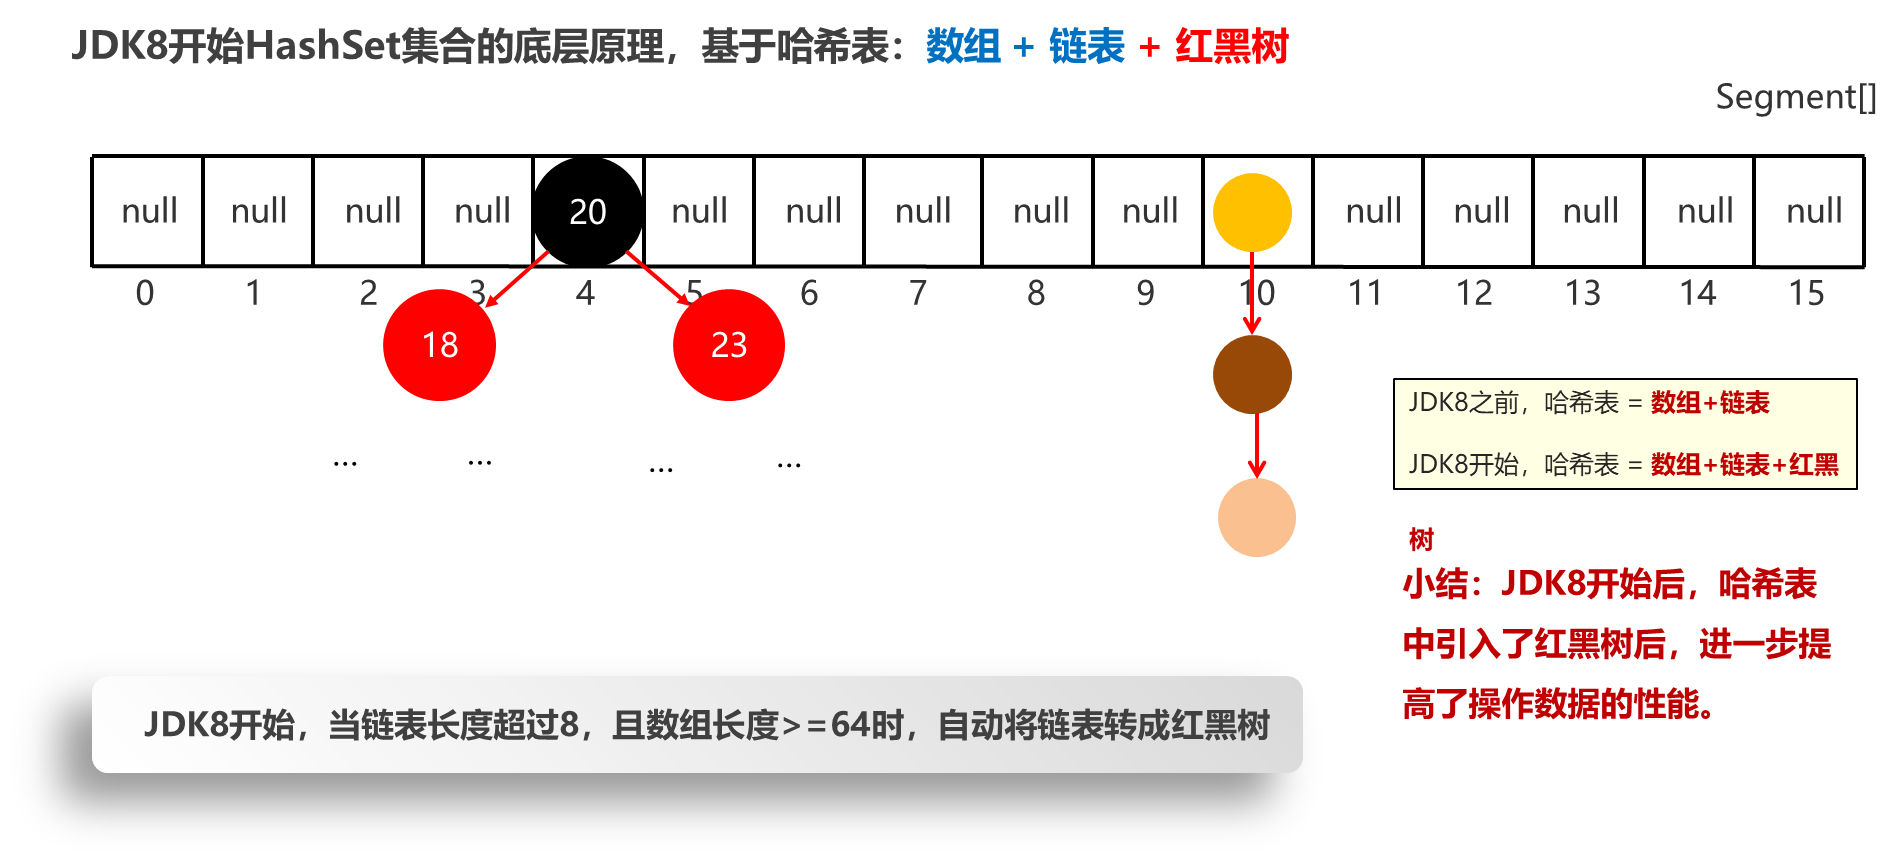 JDK8开始HashSet集合的底层原理，基于哈希表：数组 + 链表 + 红黑树
Segment[]
null null null null 20 null null null null null null null null null null
0 1 2 3 4 5 6 7 8 9 10 11 12 13 14 15
18 23
... ... ... ...
JDK8之前，哈希表 = 数组+链表
JDK8开始，哈希表 = 数组+链表+红黑
树
小结：JDK8开始后，哈希表
中引入了红黑树后，进一步提
高了操作数据的性能。
JDK8开始，当链表长度超过8，且数组长度>=64时，自动将链表转成红黑树